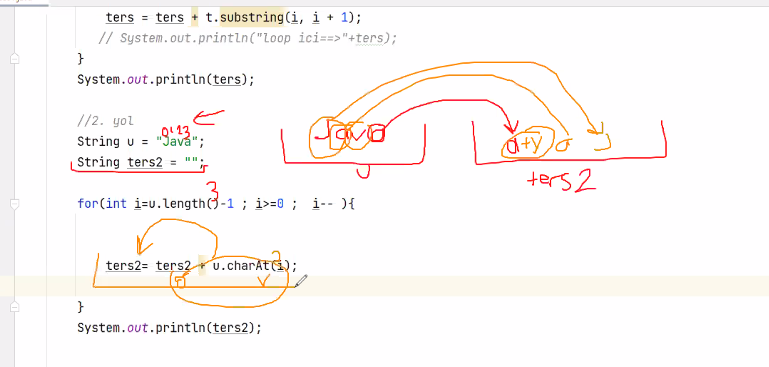 ters = ters + t.substring(i, i + 1);
// System.out.println("loop ici==>"+ters);
}
System.out.println(ters);
//2. yol
0123
String u = "Java";
String ters2 = "";
Java
a+v a J
u
ters2
3
for(int i=u.length()-1 ; i>=0 ; i-- ){
2
ters2= ters2 + u.charAt(i);
a v
}
System.out.println(ters2);